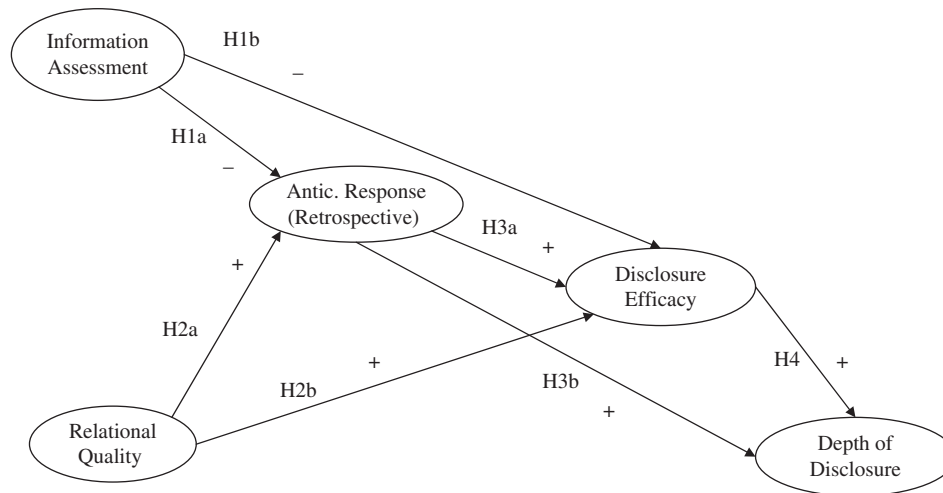 Information
Assessment
H1b
–
H1a
–
Antic. Response
(Retrospective)
H3a
+
+
Disclosure
Efficacy
H2a
+
H2b
H3b
+
H4
+
Relational
Quality
Depth of
Disclosure